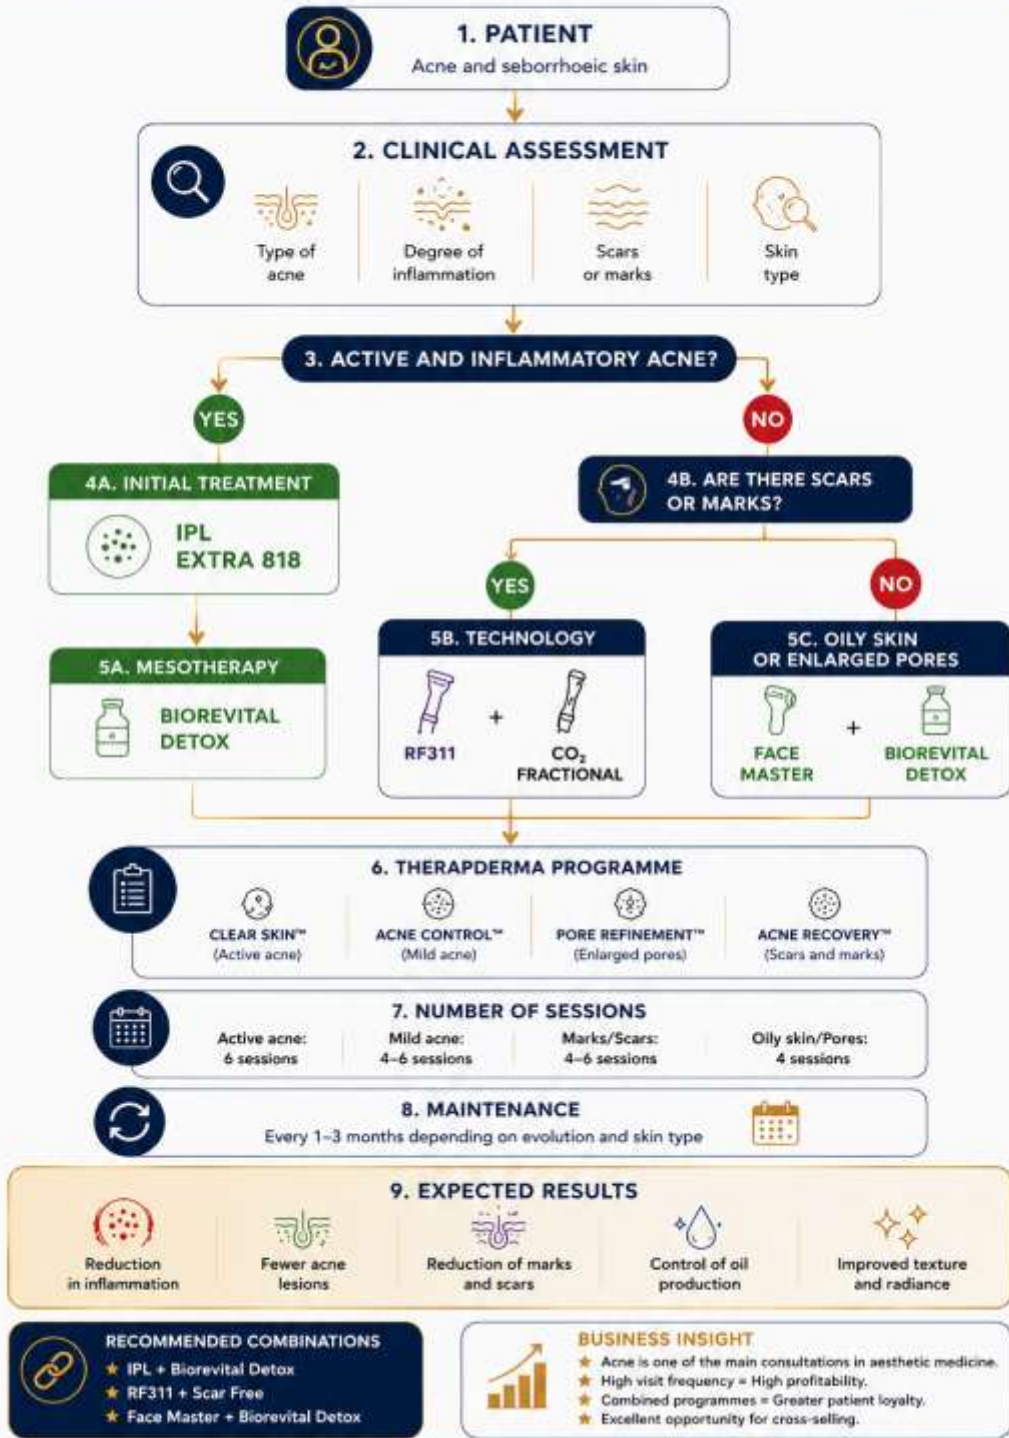 1. PATIENT
Acne and seborrhoeic skin
2. CLINICAL ASSESSMENT
Type of
acne
Degree of
inflammation
Scars
or marks
Skin
type
3. ACTIVE AND INFLAMMATORY ACNE?
YES
NO
4A. INITIAL TREATMENT
IPL
EXTRA 818
4B. ARE THERE SCARS
OR MARKS?
YES
NO
5A. MESOTHERAPY
BIOREVITAL
DETOX
5B. TECHNOLOGY
RF311
+
CO₂
FRACTIONAL
5C. OILY SKIN
OR ENLARGED PORES
FACE
MASTER
+
BIOREVITAL
DETOX
6. THERAPDERMA PROGRAMME
CLEAR SKIN™
(Active acne)
ACNE CONTROL™
(Mild acne)
PORE REFINEMENT™
(Enlarged pores)
ACNE RECOVERY™
(Scars and marks)
7. NUMBER OF SESSIONS
Active acne:
6 sessions
Mild acne:
4–6 sessions
Marks/Scars:
4–6 sessions
Oily skin/Pores:
4 sessions
8. MAINTENANCE
Every 1–3 months depending on evolution and skin type
9. EXPECTED RESULTS
Reduction
in inflammation
Fewer acne
lesions
Reduction of marks
and scars
Control of oil
production
Improved texture
and radiance
RECOMMENDED COMBINATIONS
★ IPL + Biorevital Detox
★ RF311 + Scar Free
★ Face Master + Biorevital Detox
BUSINESS INSIGHT
★ Acne is one of the main consultations in aesthetic medicine.
★ High visit frequency = High profitability.
★ Combined programmes = Greater patient loyalty.
★ Excellent opportunity for cross-selling.